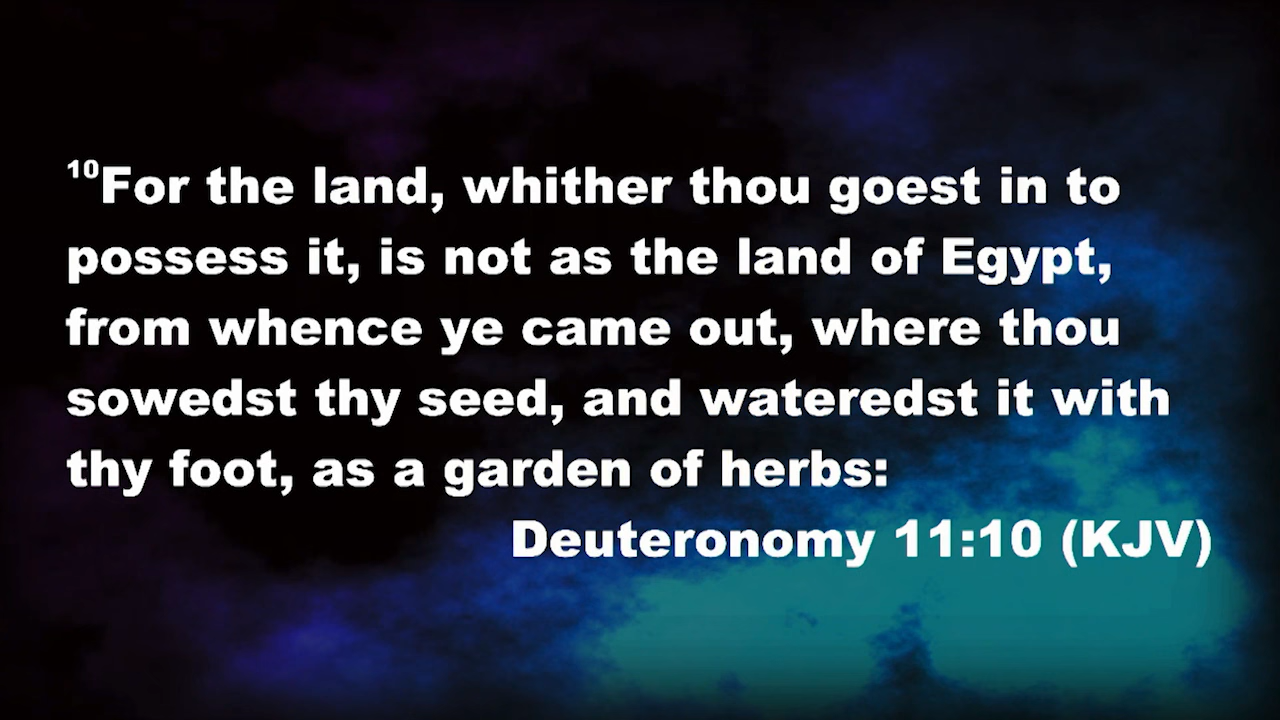 ¹⁰For the land, whither thou goest in to
possess it, is not as the land of Egypt,
from whence ye came out, where thou
sowedst thy seed, and wateredst it with
thy foot, as a garden of herbs:
Deuteronomy 11:10 (KJV)